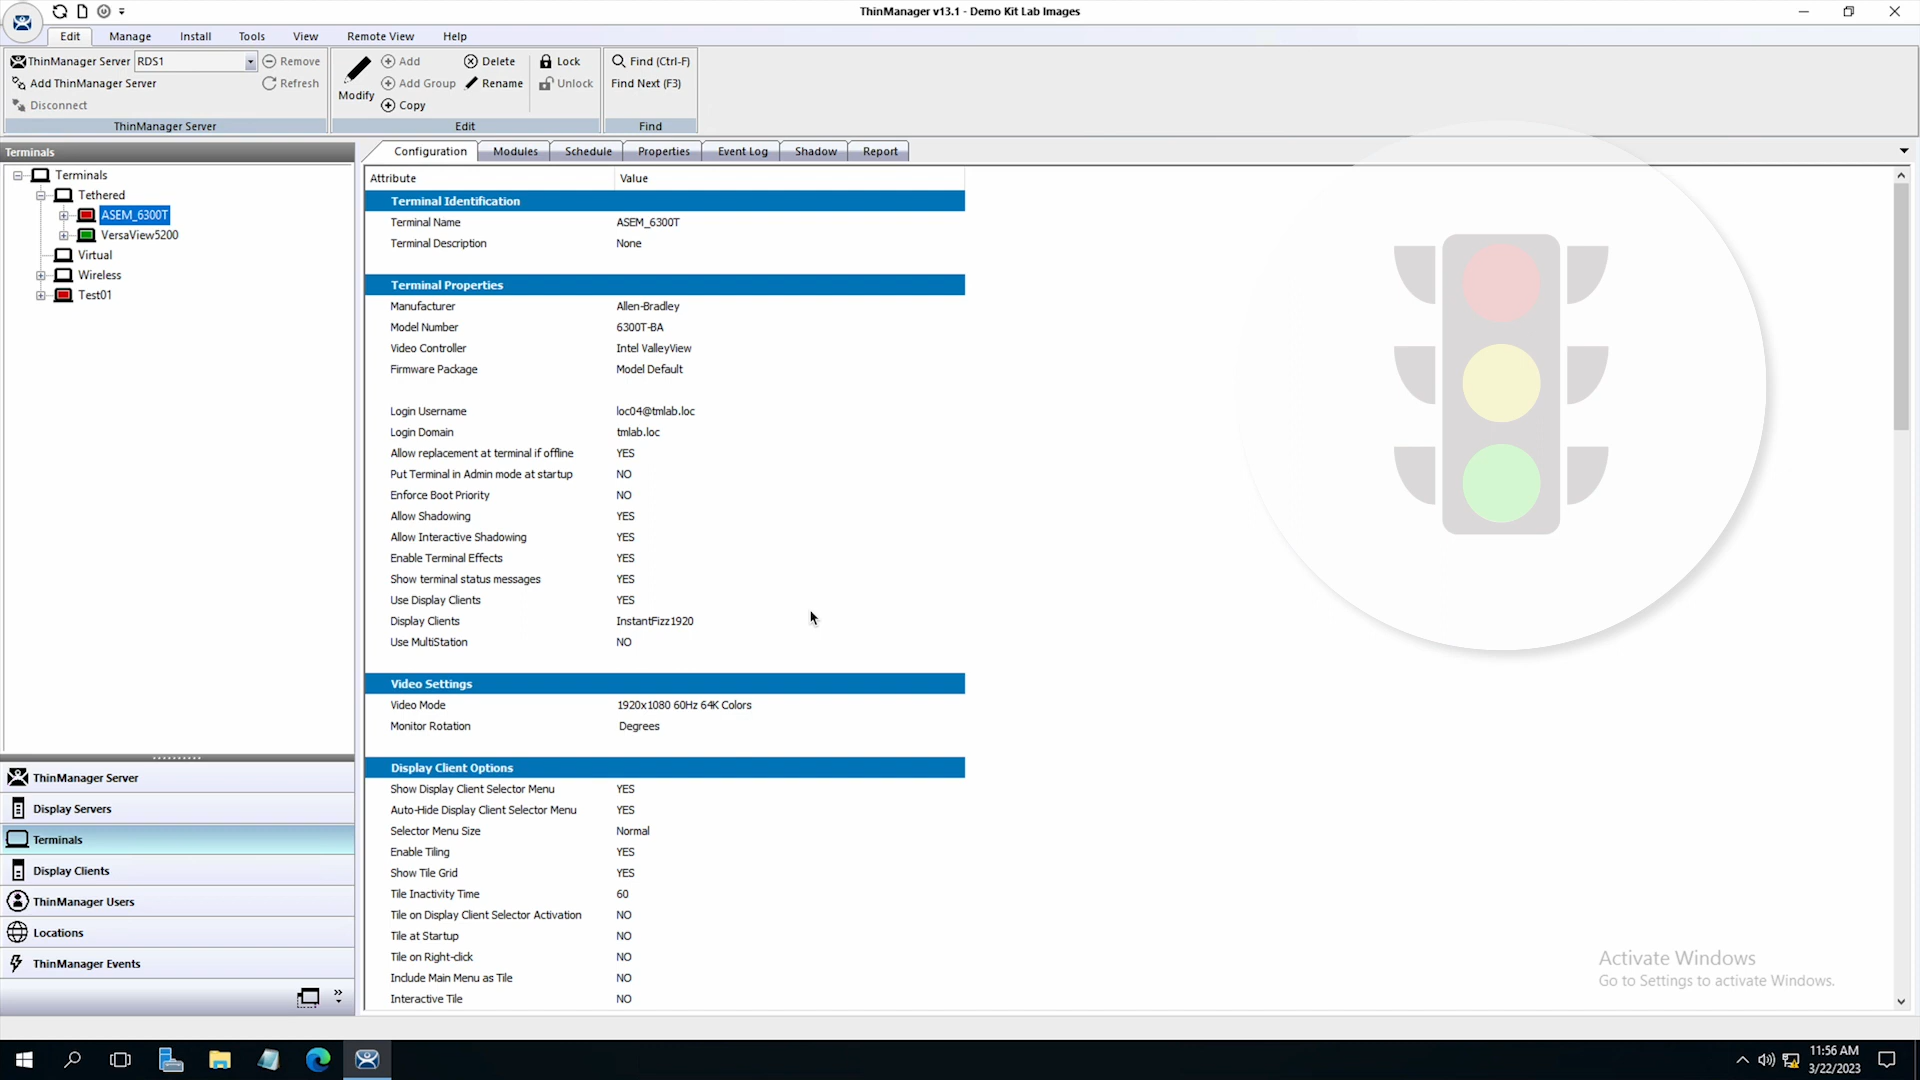 ThinManager v13.1 - Demo Kit Lab Images
Edit Manage Install Tools View Remote View Help
ThinManager Server RDS1 Remove
Add ThinManager Server Refresh
Disconnect
ThinManager Server
Modify
Add Delete Lock
Add Group Rename Unlock
Copy
Edit
Find (Ctrl-F)
Find Next (F3)
Find
Terminals
Terminals
Tethered
ASEM_6300T
VersaView5200
Virtual
Wireless
Test01
ThinManager Server
Display Servers
Terminals
Display Clients
ThinManager Users
Locations
ThinManager Events
Configuration Modules Schedule Properties Event Log Shadow Report
Attribute Value
Terminal Identification
Terminal Name ASEM_6300T
Terminal Description None
Terminal Properties
Manufacturer Allen-Bradley
Model Number 6300T-BA
Video Controller Intel ValleyView
Firmware Package Model Default
Login Username loc04@tmlab.loc
Login Domain tmlab.loc
Allow replacement at terminal if offline YES
Put Terminal in Admin mode at startup NO
Enforce Boot Priority NO
Allow Shadowing YES
Allow Interactive Shadowing YES
Enable Terminal Effects YES
Show terminal status messages YES
Use Display Clients YES
Display Clients InstantFizz1920
Use MultiStation NO
Video Settings
Video Mode 1920x1080 60Hz 64K Colors
Monitor Rotation Degrees
Display Client Options
Show Display Client Selector Menu YES
Auto-Hide Display Client Selector Menu YES
Selector Menu Size Normal
Enable Tiling YES
Show Tile Grid YES
Tile Inactivity Time 60
Tile on Display Client Selector Activation NO
Tile at Startup NO
Tile on Right-click NO
Include Main Menu as Tile NO
Interactive Tile NO
Activate Windows
Go to Settings to activate Windows.
11:56 AM
3/22/2023